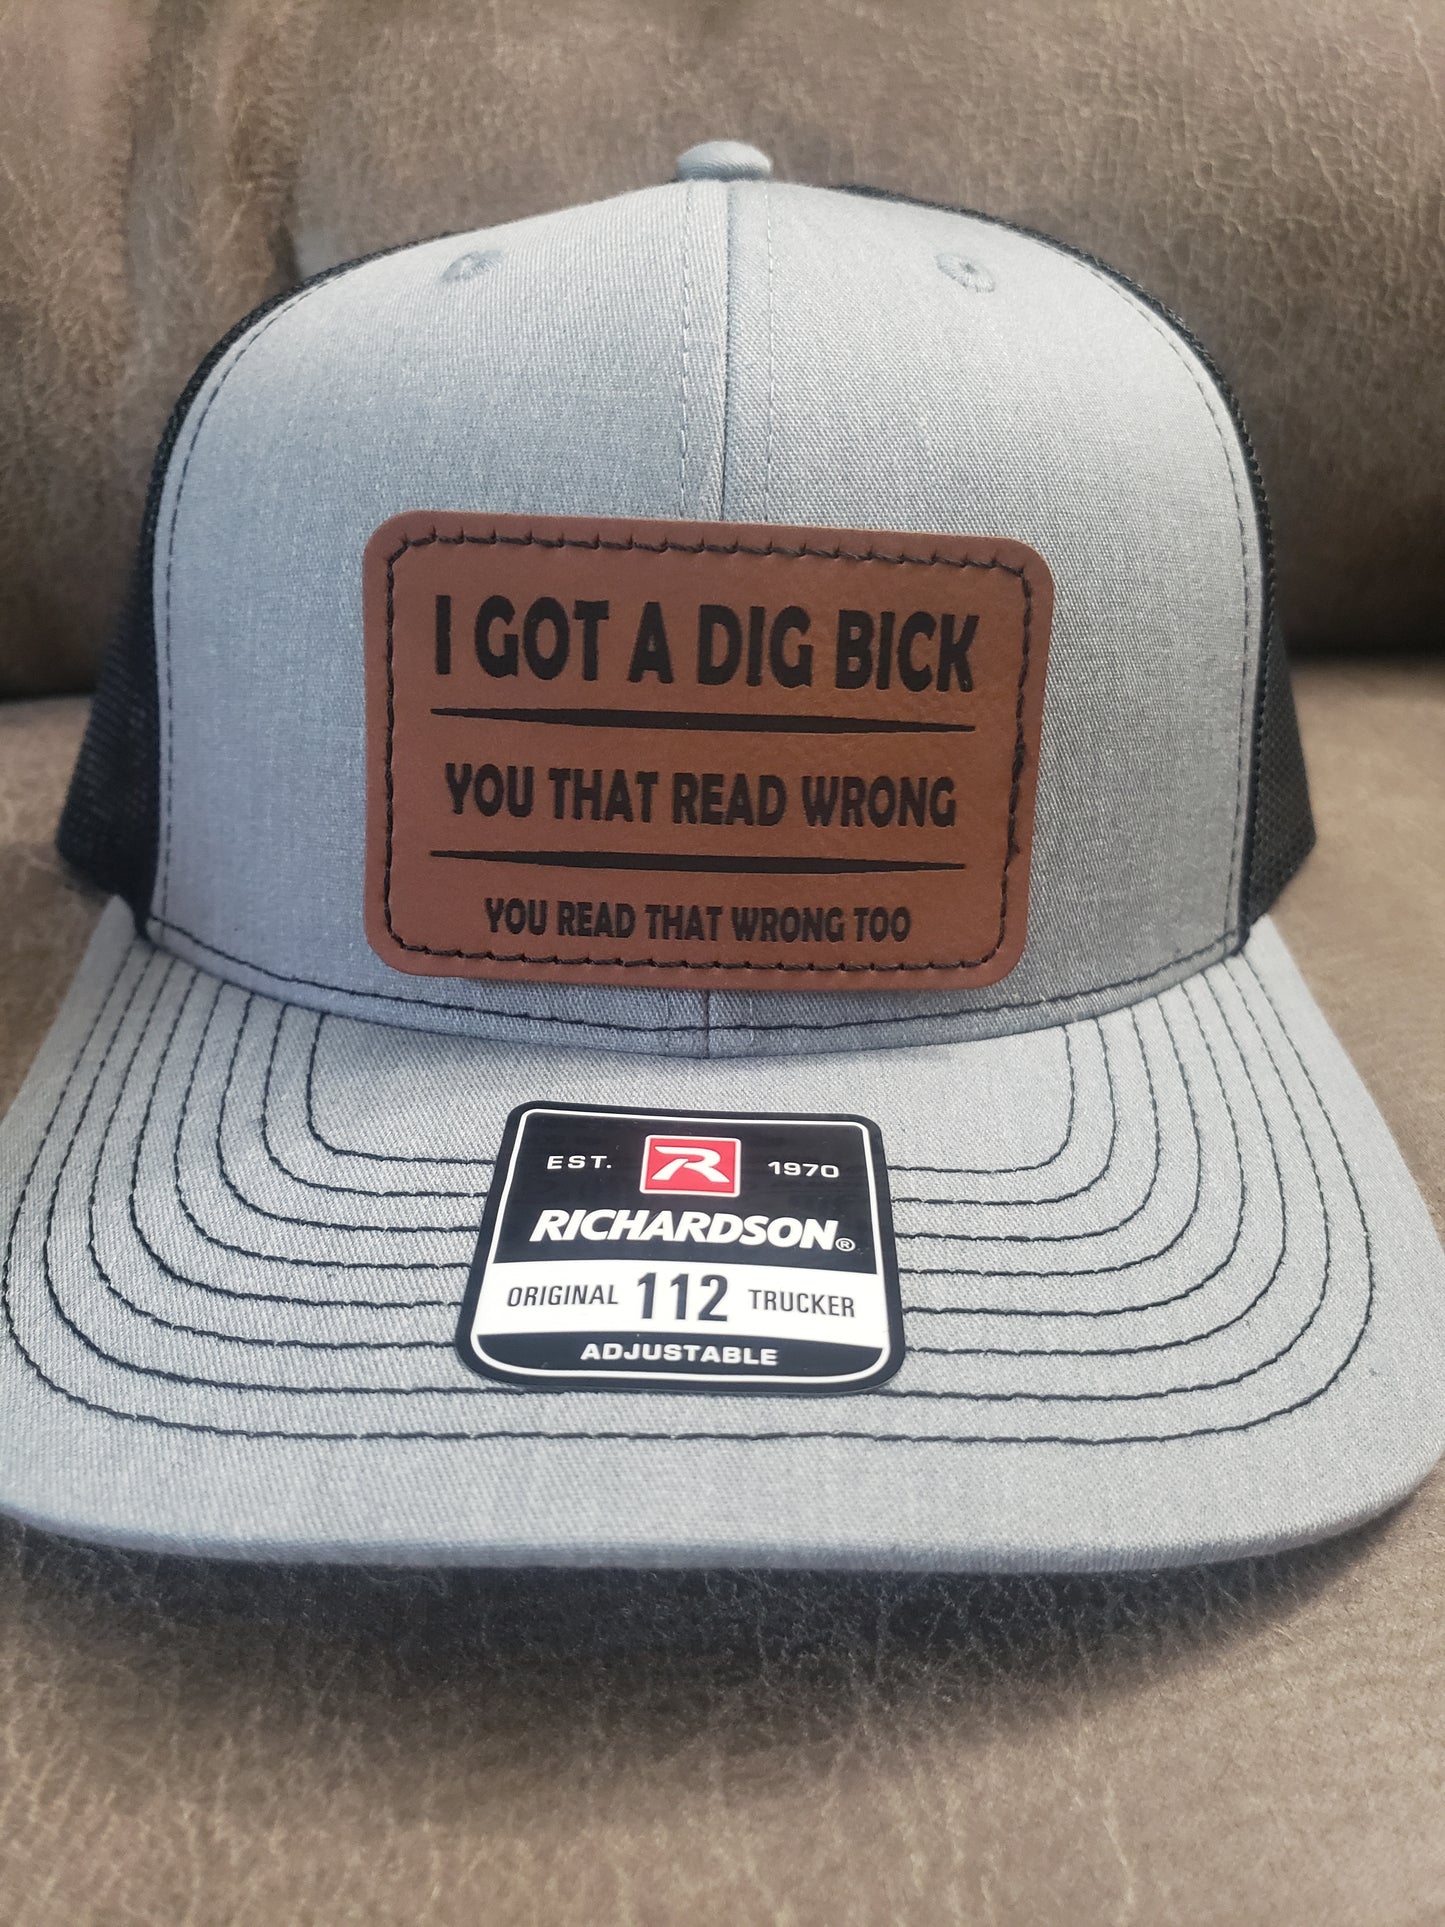 I GOT A DIG BICK
YOU THAT READ WRONG
YOU READ THAT WRONG TOO
EST. R 1970
RICHARDSON®
ORIGINAL 112 TRUCKER
ADJUSTABLE